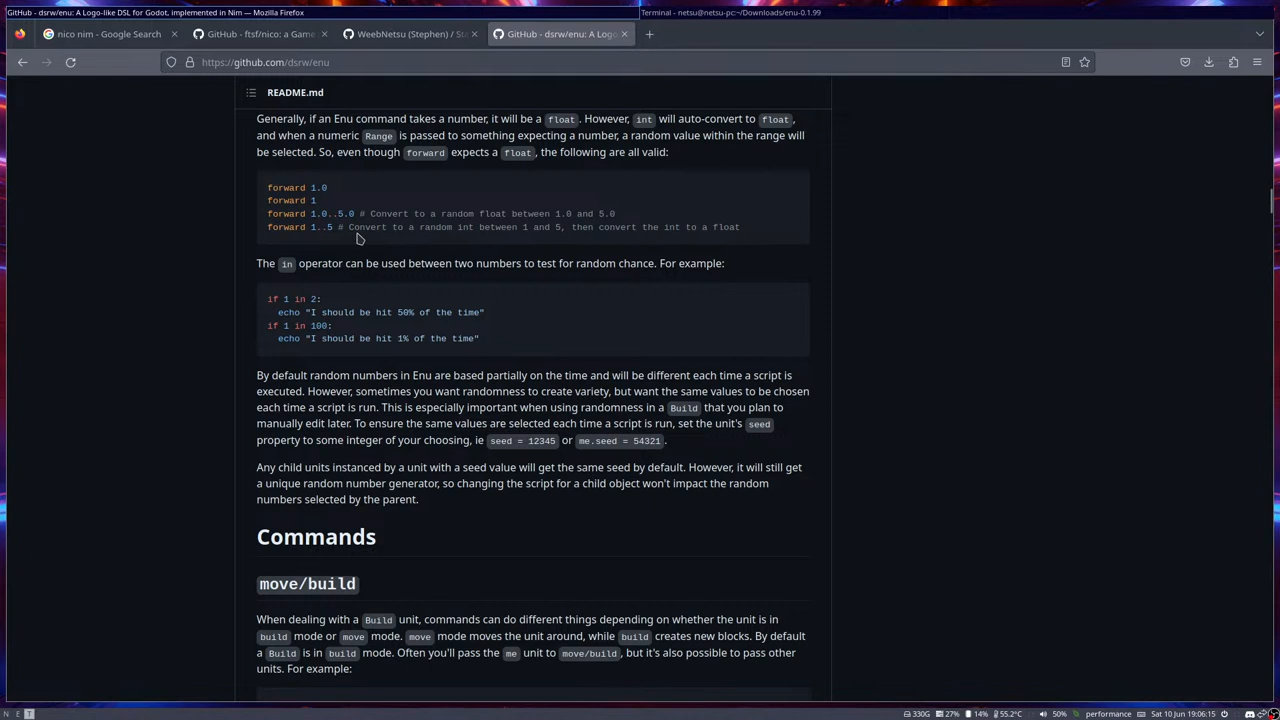 GitHub - dsrw/enu: A Logo-like DSL for Godot, implemented in Nim — Mozilla Firefox
Terminal - netsu@netsu-pc:~/Downloads/enu-0.1.99
nico nim - Google Search
GitHub - ftsf/nico: a Game
WeebNetsu (Stephen) / Sta
GitHub - dsrw/enu: A Logo
https://github.com/dsrw/enu
README.md
Generally, if an Enu command takes a number, it will be a float. However, int will auto-convert to float,
and when a numeric Range is passed to something expecting a number, a random value within the range will
be selected. So, even though forward expects a float, the following are all valid:
forward 1.0
forward 1
forward 1.0..5.0 # Convert to a random float between 1.0 and 5.0
forward 1..5 # Convert to a random int between 1 and 5, then convert the int to a float
The in operator can be used between two numbers to test for random chance. For example:
if 1 in 2:
echo "I should be hit 50% of the time"
if 1 in 100:
echo "I should be hit 1% of the time"
By default random numbers in Enu are based partially on the time and will be different each time a script is
executed. However, sometimes you want randomness to create variety, but want the same values to be chosen
each time a script is run. This is especially important when using randomness in a Build that you plan to
manually edit later. To ensure the same values are selected each time a script is run, set the unit's seed
property to some integer of your choosing, ie seed = 12345 or me.seed = 54321.
Any child units instanced by a unit with a seed value will get the same seed by default. However, it will still get
a unique random number generator, so changing the script for a child object won't impact the random
numbers selected by the parent.
Commands
move/build
When dealing with a Build unit, commands can do different things depending on whether the unit is in
build mode or move mode. move mode moves the unit around, while build creates new blocks. By default
a Build is in build mode. Often you'll pass the me unit to move/build, but it's also possible to pass other
units. For example:
N E T
330G 27% 14% 55.2°C 50% performance Sat 10 Jun 19:06:15